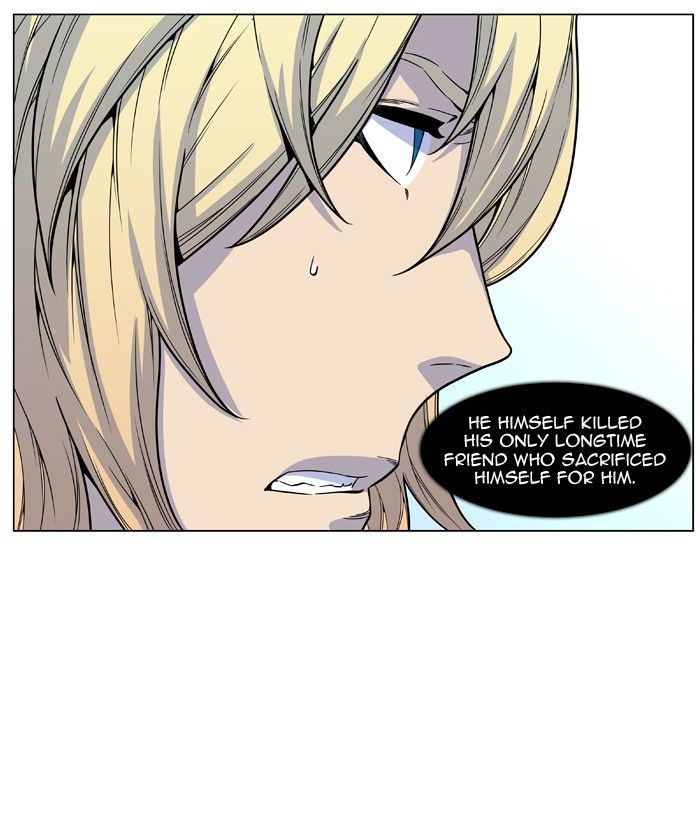 HE HIMSELF KILLED
HIS ONLY LONGTIME
FRIEND WHO SACRIFICED
HIMSELF FOR HIM.